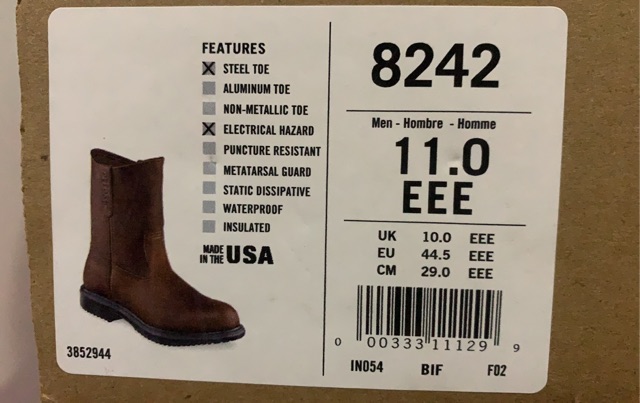 FEATURES
STEEL TOE
ALUMINUM TOE
NON-METALLIC TOE
ELECTRICAL HAZARD
PUNCTURE RESISTANT
METATARSAL GUARD
STATIC DISSIPATIVE
WATERPROOF
INSULATED
MADE IN THE USA
3852944
8242
Men - Hombre - Homme
11.0
EEE
UK 10.0 EEE
EU 44.5 EEE
CM 29.0 EEE
0 00333 11129 9
IN054 BIF F02